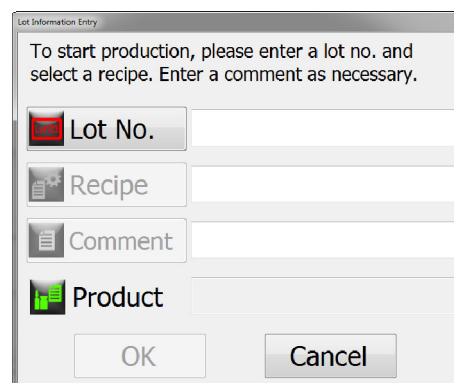 Lot Information Entry
To start production, please enter a lot no. and
select a recipe. Enter a comment as necessary.
Lot No.
Recipe
Comment
Product
OK
Cancel